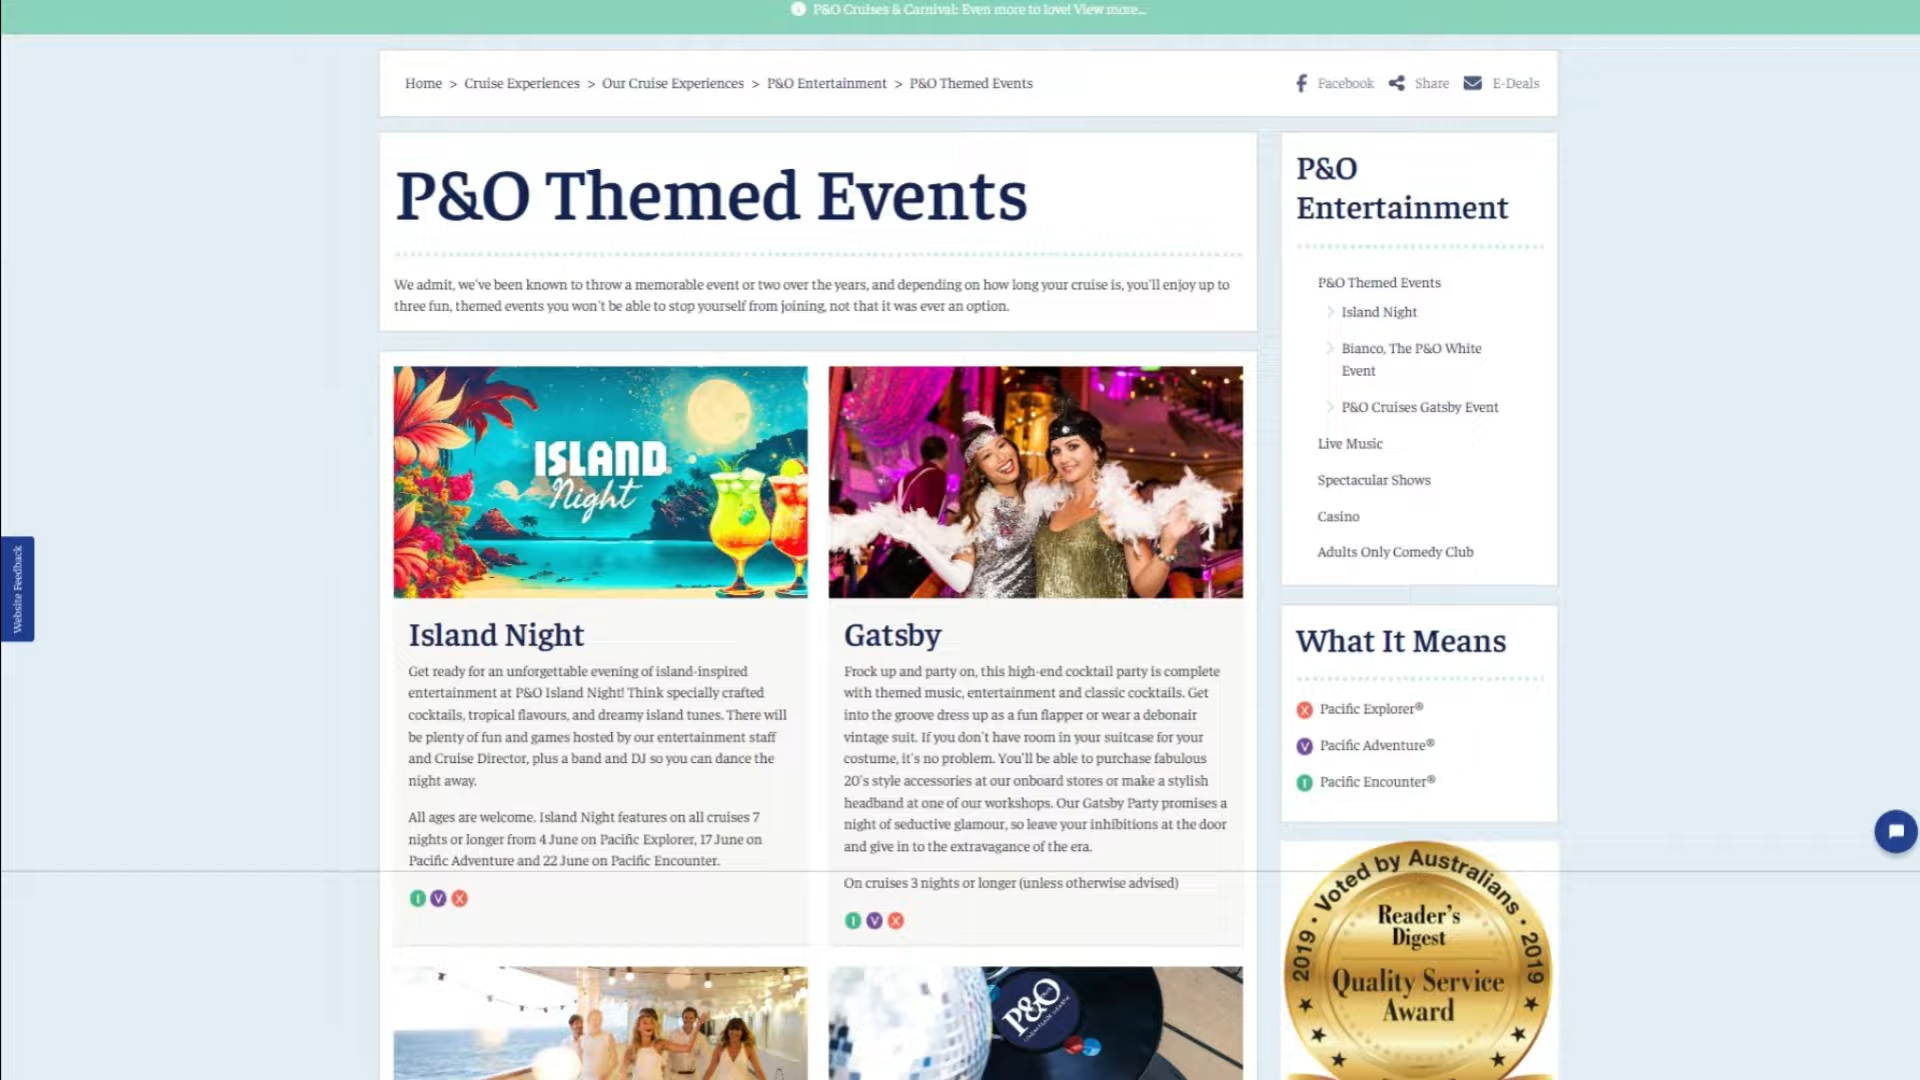 P&O Cruises & Carnival: Even more to love! View more...
Home > Cruise Experiences > Our Cruise Experiences > P&O Entertainment > P&O Themed Events
Facebook Share E-Deals
P&O Themed Events
We admit, we've been known to throw a memorable event or two over the years, and depending on how long your cruise is, you'll enjoy up to
three fun, themed events you won't be able to stop yourself from joining, not that it was ever an option.
ISLAND
Night
Island Night
Get ready for an unforgettable evening of island-inspired
entertainment at P&O Island Night! Think specially crafted
cocktails, tropical flavours, and dreamy island tunes. There will
be plenty of fun and games hosted by our entertainment staff
and Cruise Director, plus a band and DJ so you can dance the
night away.
All ages are welcome. Island Night features on all cruises 7
nights or longer from 4 June on Pacific Explorer, 17 June on
Pacific Adventure and 22 June on Pacific Encounter.
I V X
Gatsby
Frock up and party on, this high-end cocktail party is complete
with themed music, entertainment and classic cocktails. Get
into the groove dress up as a fun flapper or wear a debonair
vintage suit. If you don't have room in your suitcase for your
costume, it's no problem. You'll be able to purchase fabulous
20's style accessories at our onboard stores or make a stylish
headband at one of our workshops. Our Gatsby Party promises a
night of seductive glamour, so leave your inhibitions at the door
and give in to the extravagance of the era.
On cruises 3 nights or longer (unless otherwise advised)
I V X
P&O
P&O
Entertainment
P&O Themed Events
Island Night
Bianco, The P&O White
Event
P&O Cruises Gatsby Event
Live Music
Spectacular Shows
Casino
Adults Only Comedy Club
What It Means
X Pacific Explorer®
V Pacific Adventure®
I Pacific Encounter®
2019 · Voted by Australians · 2019
Reader's
Digest
Quality Service
Award
Website Feedback